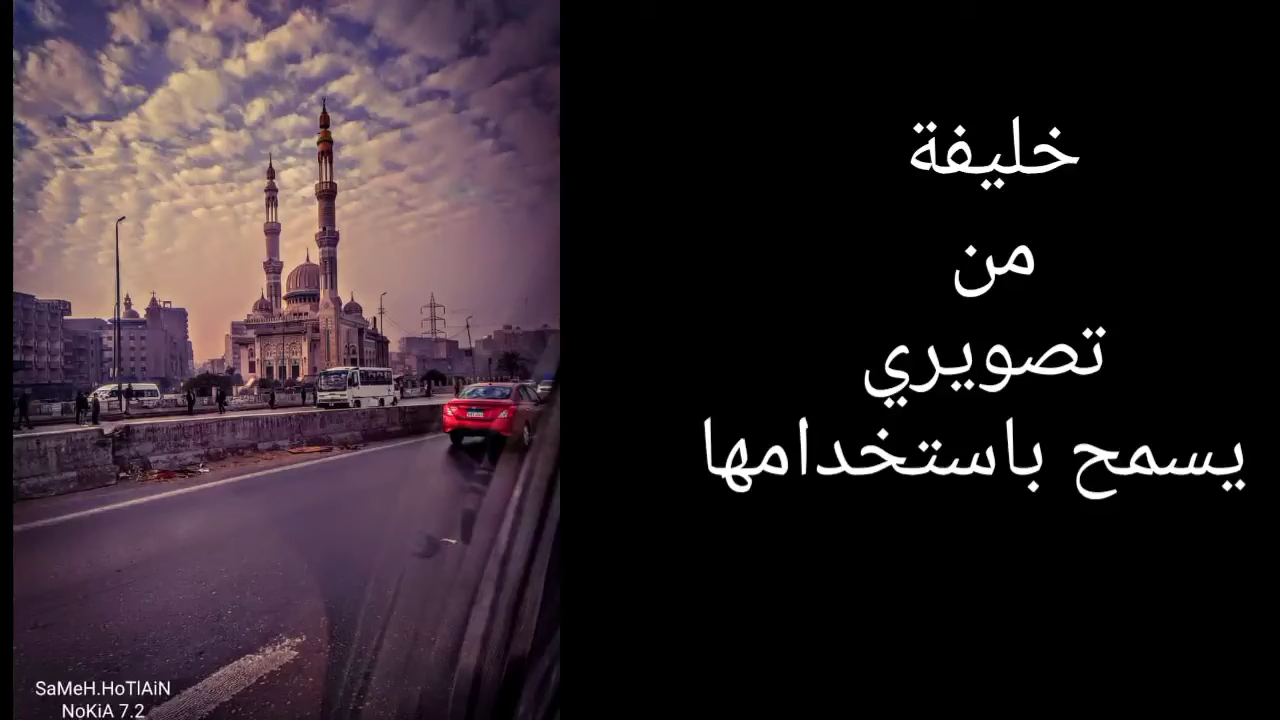 خليفة
من
تصويري
يسمح باستخدامها
SaMeH.HoTlAiN
NoKiA 7.2